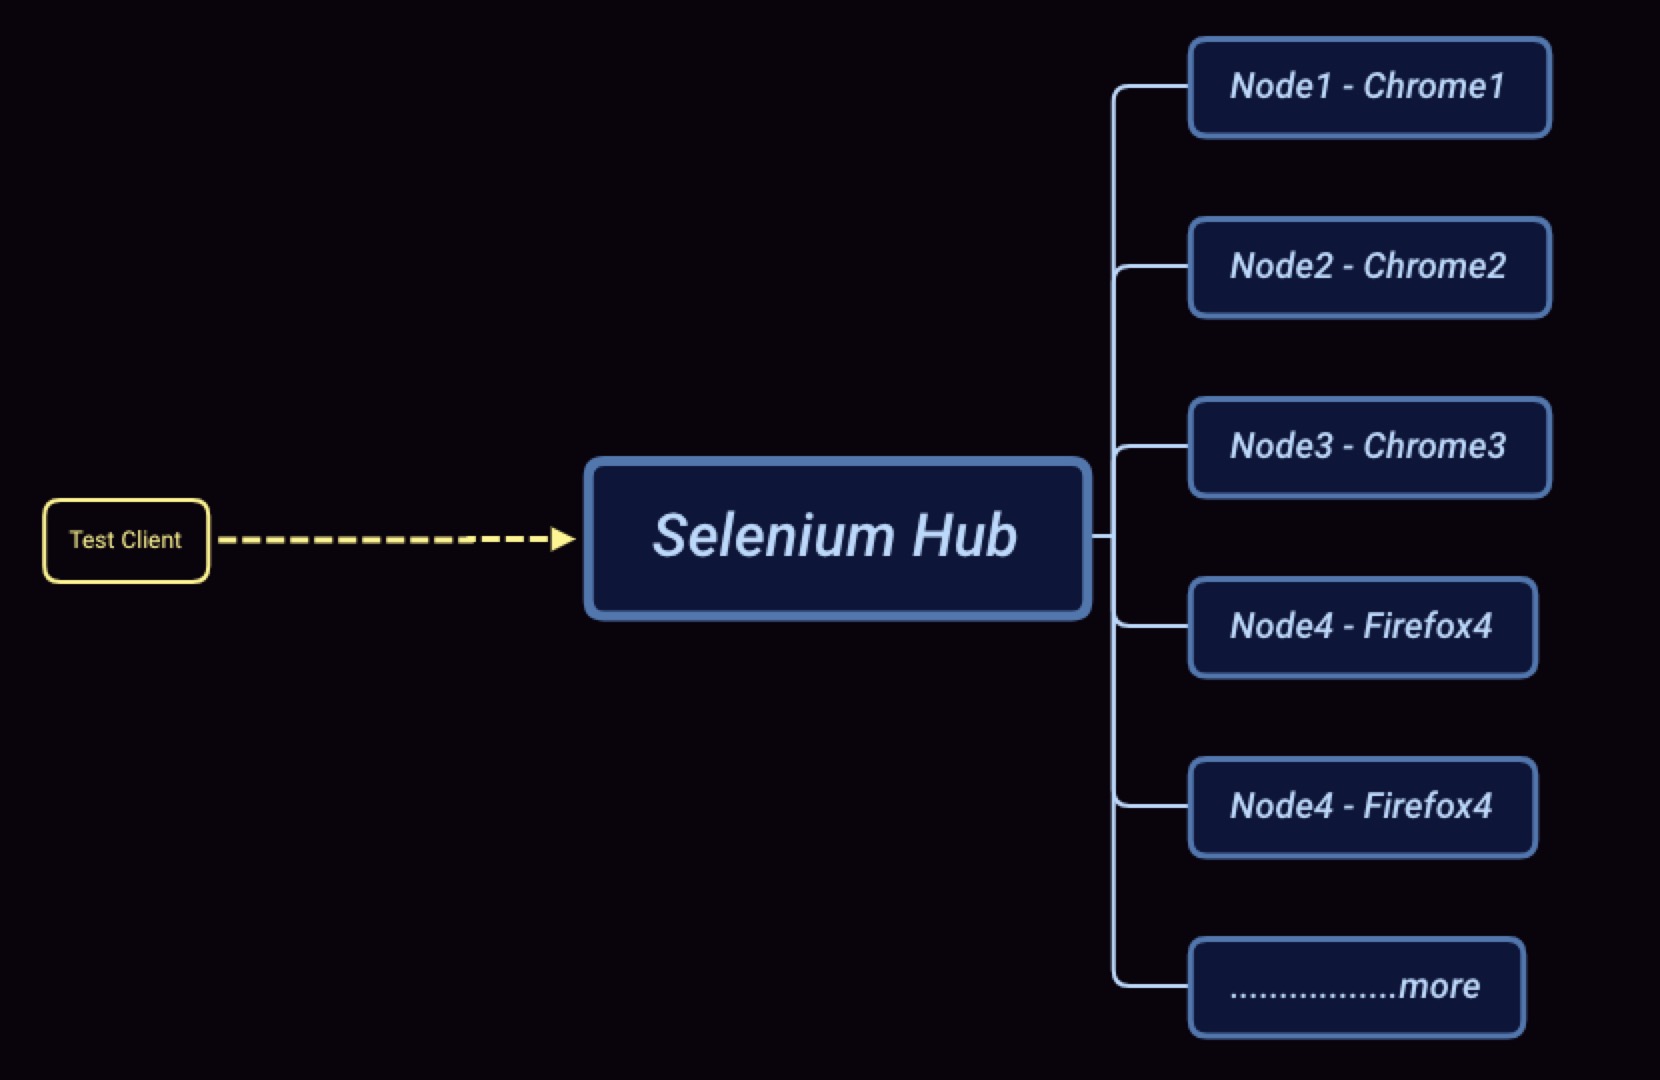 Node1 - Chrome1
Node2 - Chrome2
Node3 - Chrome3
Test Client
Selenium Hub
Node4 - Firefox4
Node4 - Firefox4
.................more